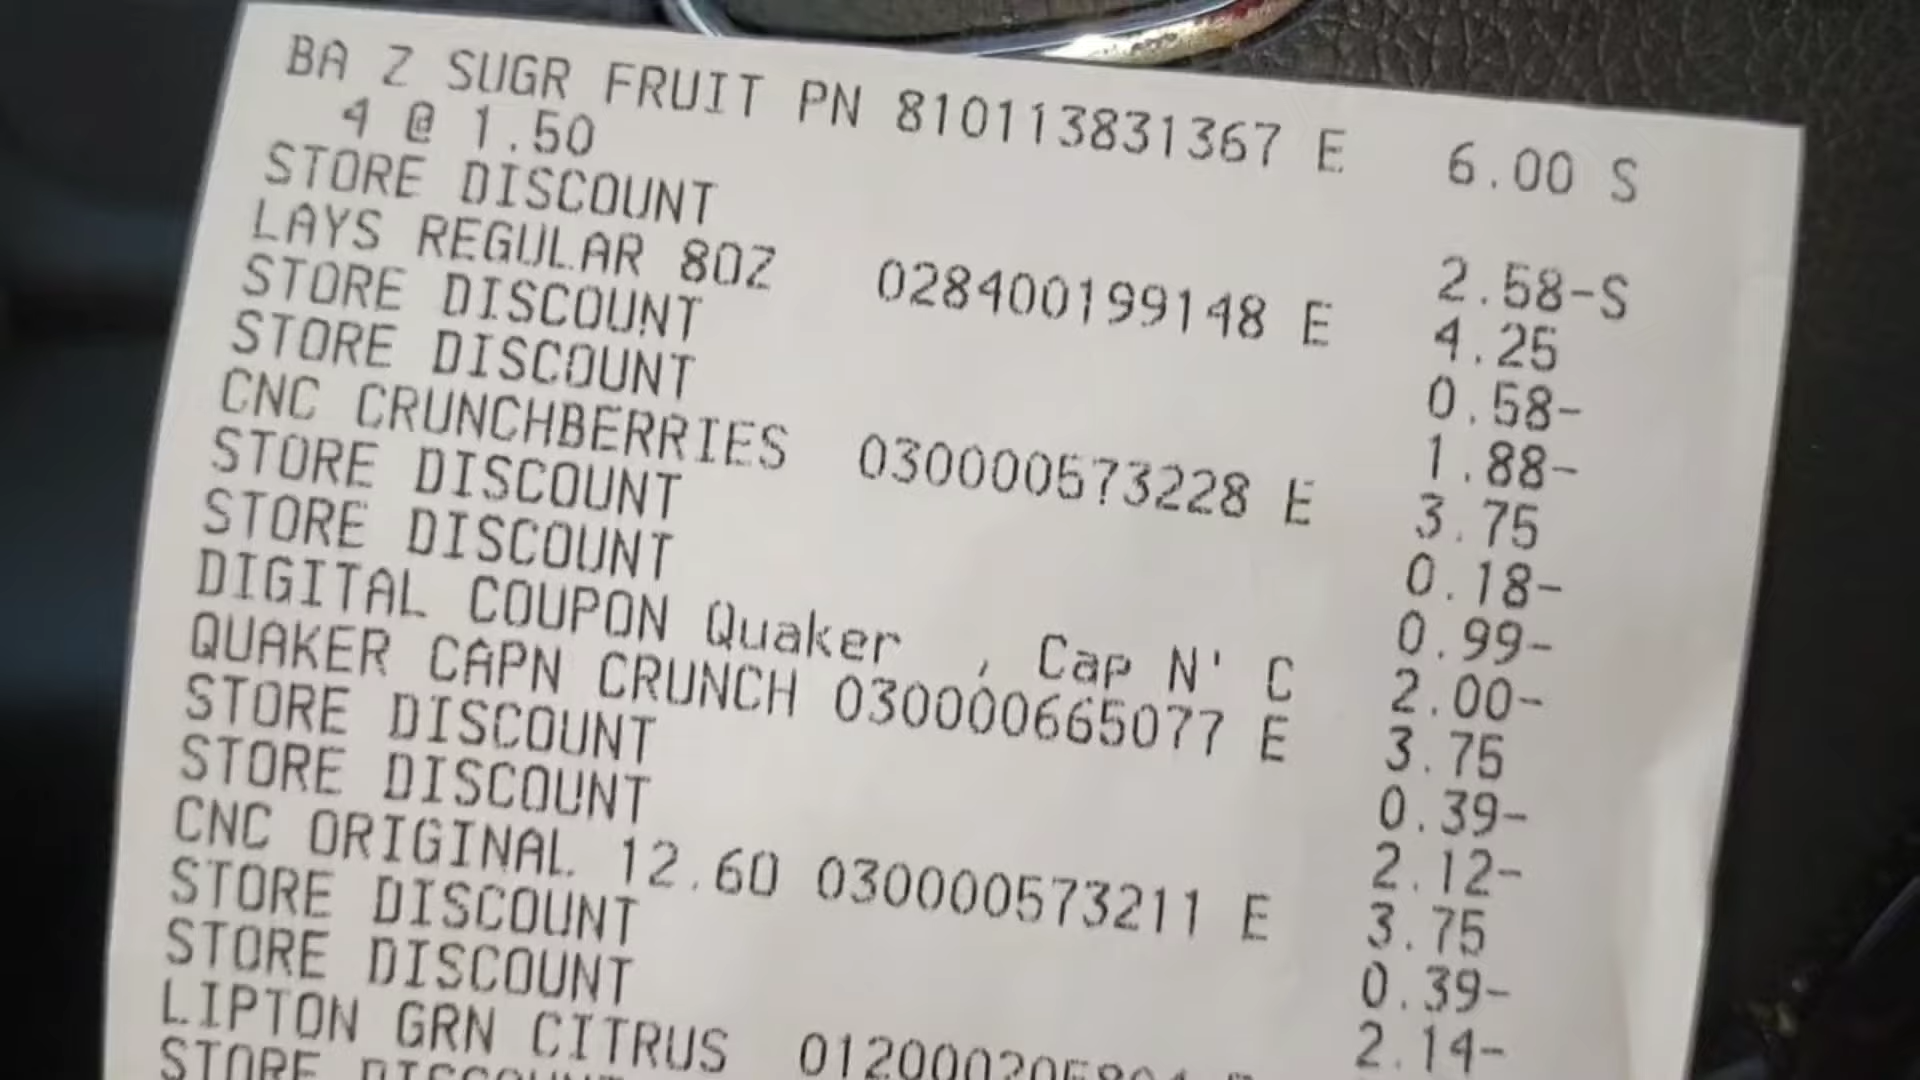 BA Z SUGR FRUIT PN 810113831367 E 6.00 S
4 @ 1.50
STORE DISCOUNT 2.58-S
LAYS REGULAR 8OZ 028400199148 E 4.25
STORE DISCOUNT 0.58-
STORE DISCOUNT 1.88-
CNC CRUNCHBERRIES 030000573228 E 3.75
STORE DISCOUNT 0.18-
STORE DISCOUNT 0.99-
DIGITAL COUPON Quaker , Cap N' C 2.00-
QUAKER CAPN CRUNCH 030000665077 E 3.75
STORE DISCOUNT 0.39-
STORE DISCOUNT 2.12-
CNC ORIGINAL 12.60 030000573211 E 3.75
STORE DISCOUNT 0.39-
STORE DISCOUNT 2.14-
LIPTON GRN CITRUS
STORE DISCOUNT